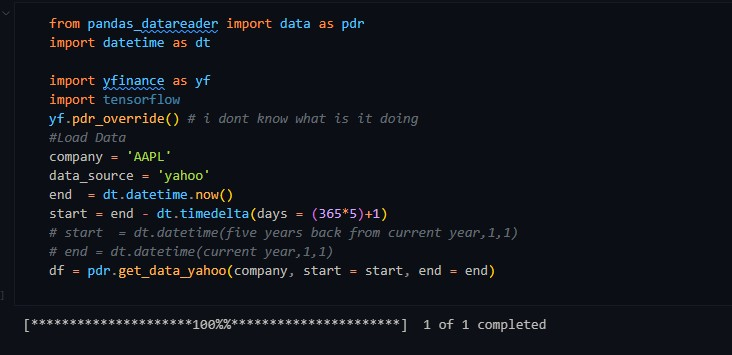 from pandas_datareader import data as pdr
import datetime as dt
import yfinance as yf
import tensorflow
yf.pdr_override() # i dont know what is it doing
#Load Data
company = 'AAPL'
data_source = 'yahoo'
end  = dt.datetime.now()
start = end - dt.timedelta(days = (365*5)+1)
# start  = dt.datetime(five years back from current year,1,1)
# end = dt.datetime(current year,1,1)
df = pdr.get_data_yahoo(company, start = start, end = end)
[*********************100%%**********************]  1 of 1 completed